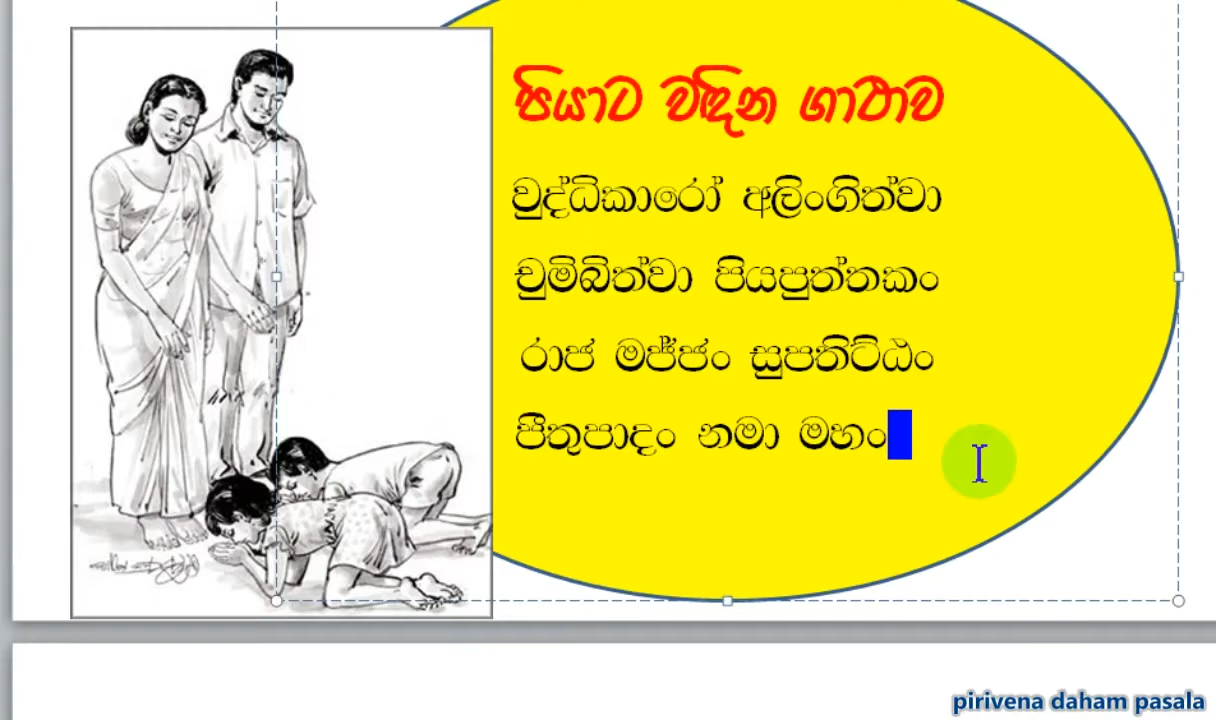 පියාට වඳින ගාථාව
වුද්ධිකාරෝ අලිංගිත්වා
චුම්බිත්වා පියපුත්තකං
රාජ මජ්ජං සුපතිට්ඨං
පීතුපාදං නමා මහං
pirivena daham pasala